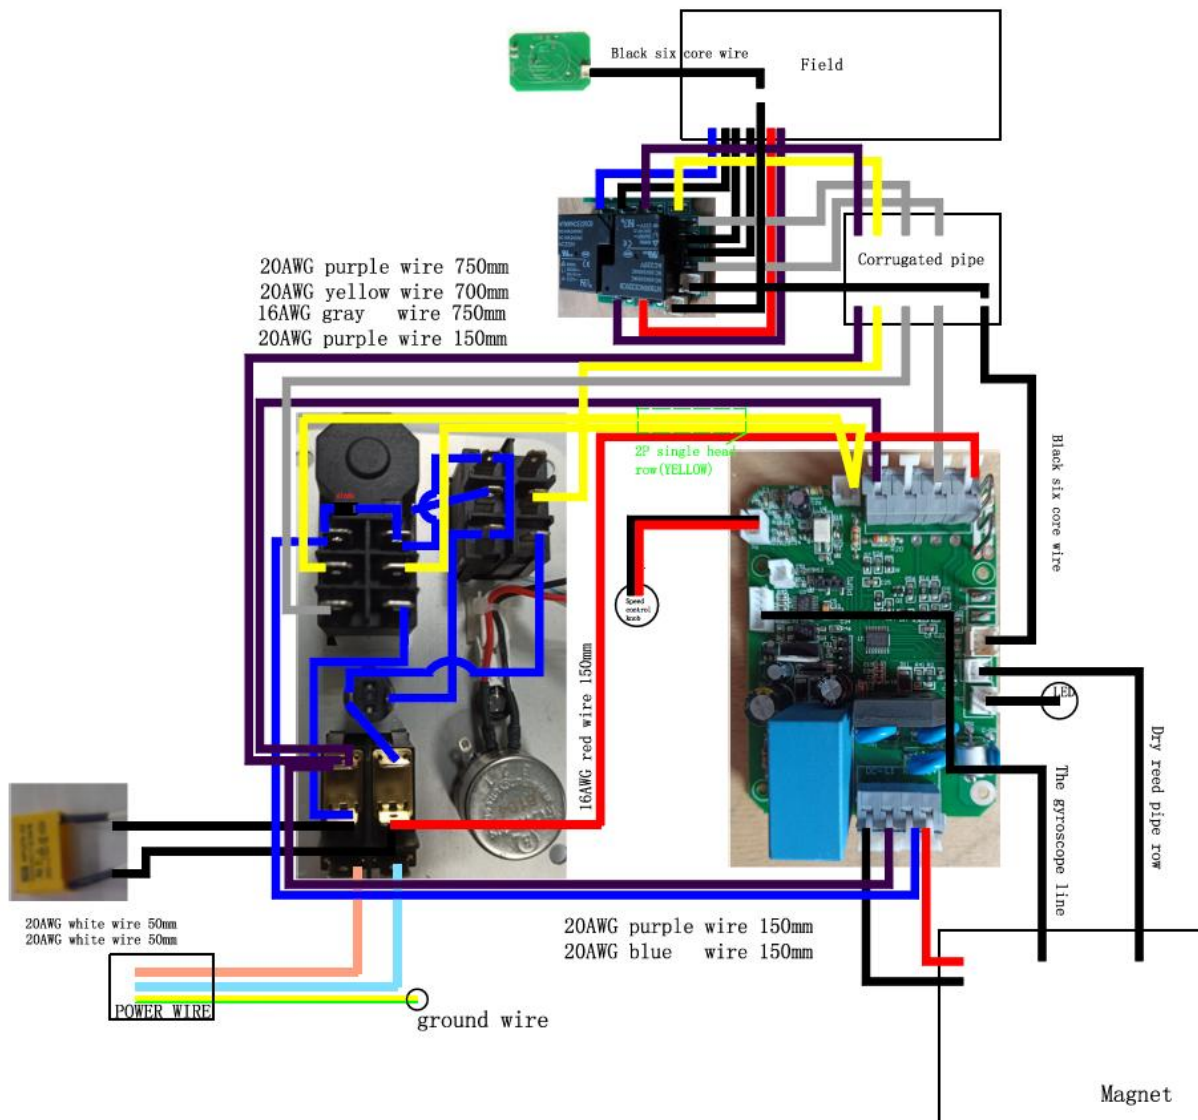 Black six core wire
Field
Corrugated pipe
20AWG purple wire 750mm
20AWG yellow wire 700mm
16AWG gray wire 750mm
20AWG purple wire 150mm
2P single head
row(YELLOW)
Black six core wire
Speed
control
knob
16AWG red wire 150mm
LED
Dry reed pipe row
The gyroscope line
20AWG white wire 50mm
20AWG white wire 50mm
20AWG purple wire 150mm
20AWG blue wire 150mm
POWER WIRE
ground wire
Magnet